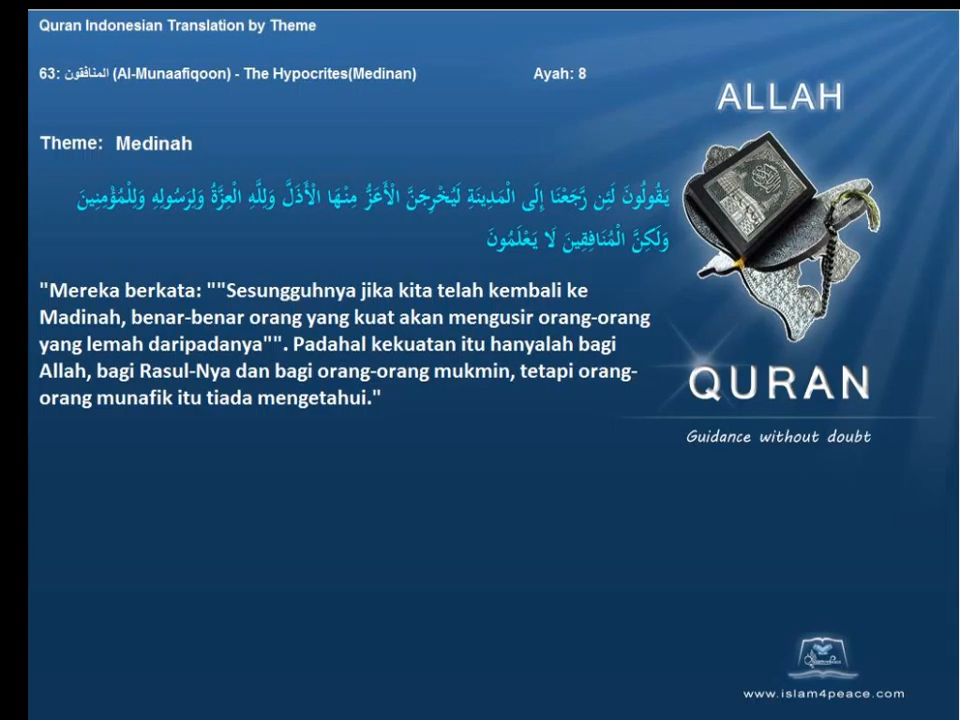 Quran Indonesian Translation by Theme
63: المنافقون (Al-Munaafiqoon) - The Hypocrites(Medinan) Ayah: 8
ALLAH
Theme: Medinah
يَقُولُونَ لَئِن رَّجَعْنَا إِلَى الْمَدِينَةِ لَيُخْرِجَنَّ الْأَعَزُّ مِنْهَا الْأَذَلَّ وَلِلَّهِ الْعِزَّةُ وَلِرَسُولِهِ وَلِلْمُؤْمِنِينَ
وَلَكِنَّ الْمُنَافِقِينَ لَا يَعْلَمُونَ
"Mereka berkata: ""Sesungguhnya jika kita telah kembali ke
Madinah, benar-benar orang yang kuat akan mengusir orang-orang
yang lemah daripadanya"". Padahal kekuatan itu hanyalah bagi
Allah, bagi Rasul-Nya dan bagi orang-orang mukmin, tetapi orang-
orang munafik itu tiada mengetahui."
QURAN
Guidance without doubt
www.islam4peace.com